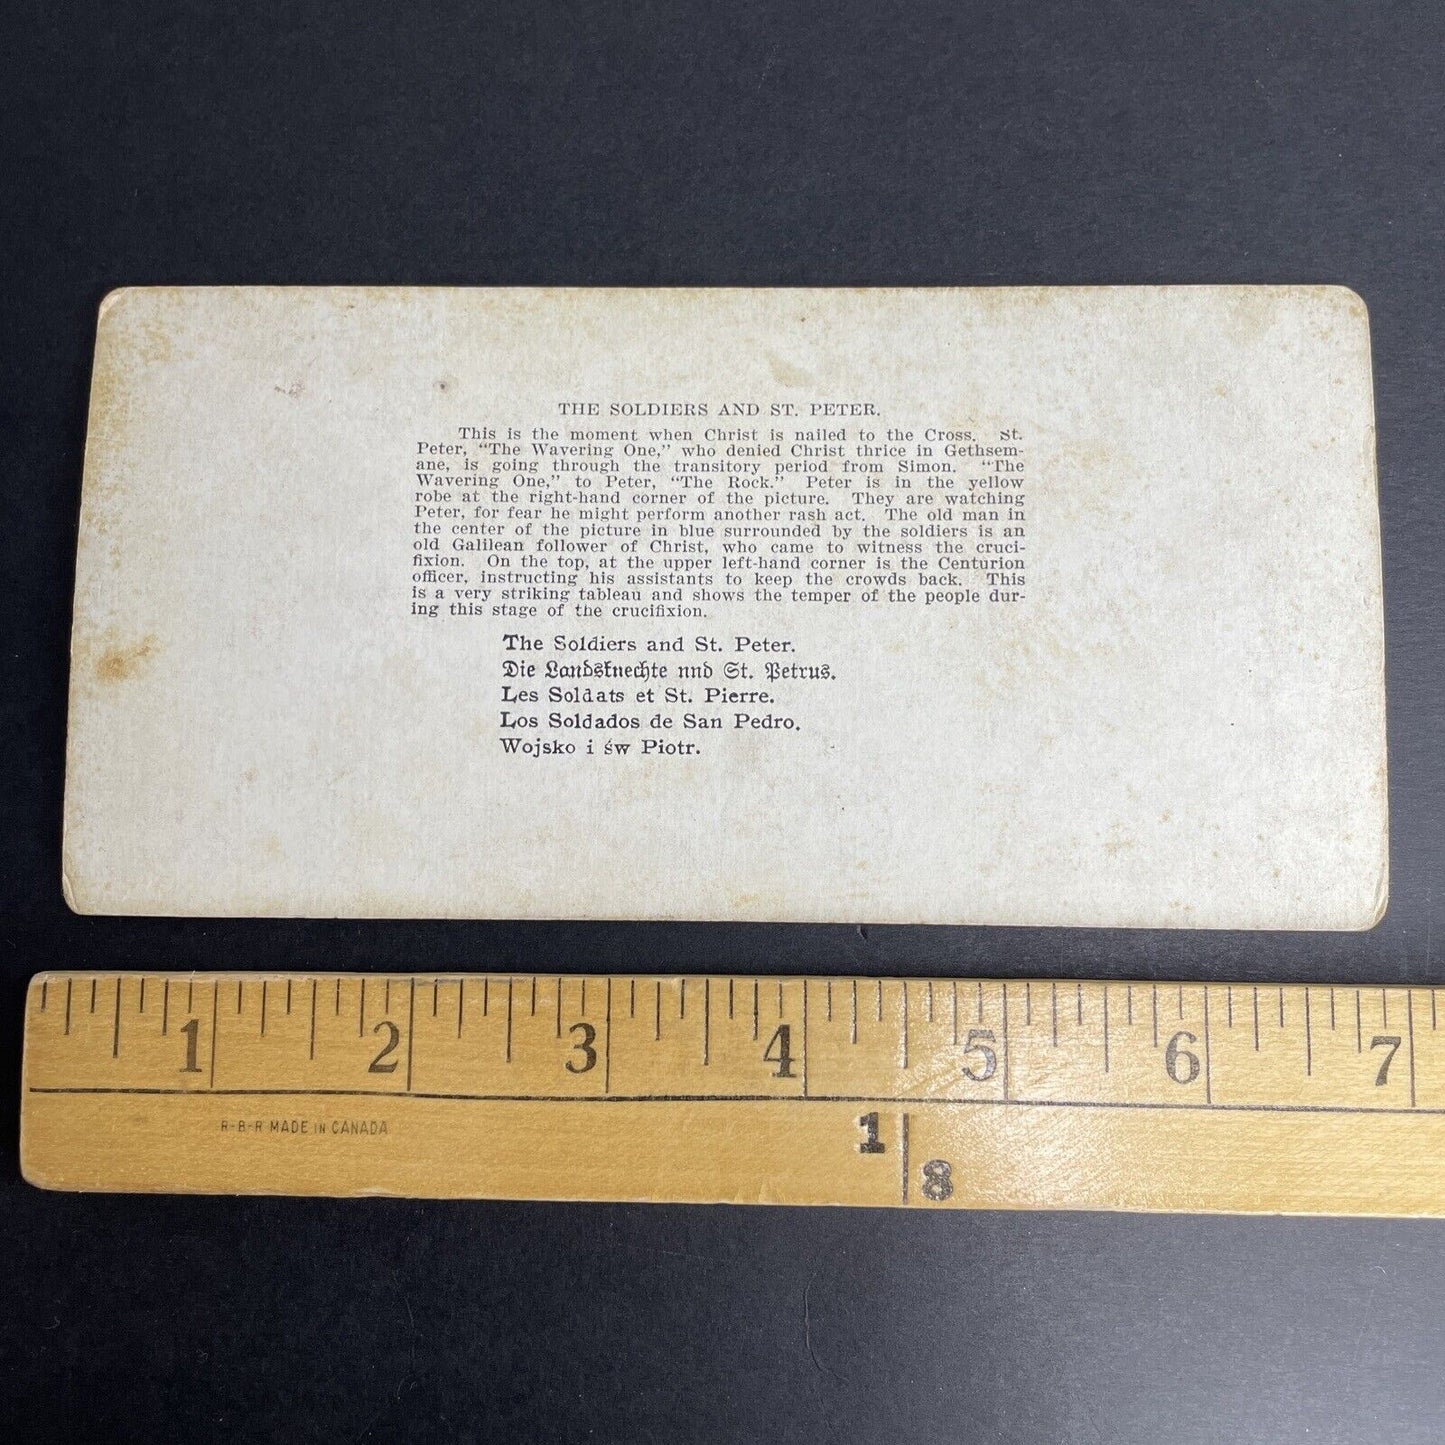 THE SOLDIERS AND ST. PETER.
This is the moment when Christ is nailed to the Cross. St.
Peter, “The Wavering One,” who denied Christ thrice in Gethsem-
ane, is going through the transitory period from Simon. “The
Wavering One,” to Peter, “The Rock.” Peter is in the yellow
robe at the right-hand corner of the picture. They are watching
Peter, for fear he might perform another rash act. The old man in
the center of the picture in blue surrounded by the soldiers is an
old Galilean follower of Christ, who came to witness the cruci-
fixion. On the top, at the upper left-hand corner is the Centurion
officer, instructing his assistants to keep the crowds back. This
is a very striking tableau and shows the temper of the people dur-
ing this stage of the crucifixion.
The Soldiers and St. Peter.
Die Landsknechte nnd St. Petrus.
Les Soldats et St. Pierre.
Los Soldados de San Pedro.
Wojsko i św Piotr.
1 2 3 4 5 6 7
R-B-R MADE IN CANADA
1
8